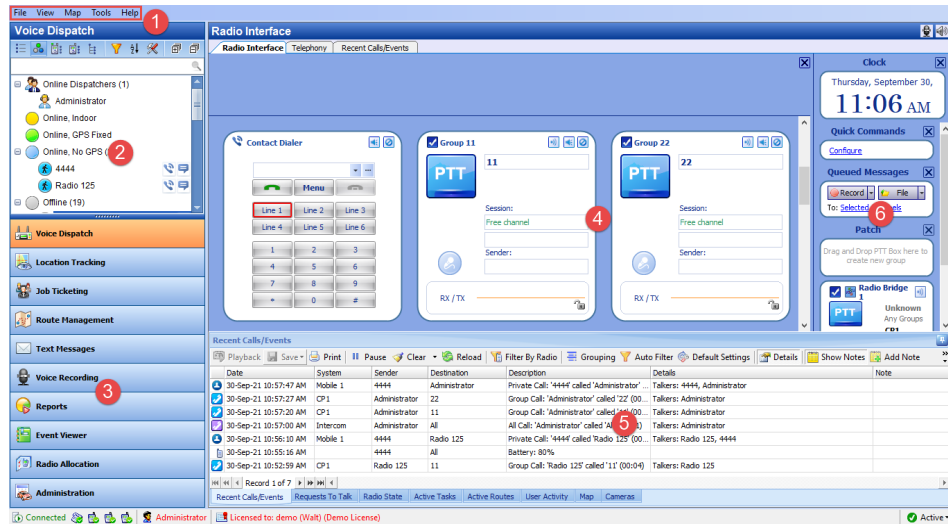 File View Map Tools Help
1
Voice Dispatch
Radio Interface
Radio Interface Telephony Recent Calls/Events
Online Dispatchers (1)
Administrator
Online, Indoor
Online, GPS Fixed
Online, No GPS
2
4444
Radio 125
Offline (19)
Voice Dispatch
Location Tracking
Job Ticketing
Route Management
Text Messages
Voice Recording
3
Reports
Event Viewer
Radio Allocation
Administration
Contact Dialer
Menu
Line 1 Line 2 Line 3
Line 4 Line 5 Line 6
1 2 3
4 5 6
7 8 9
* 0 #
Group 11
PTT
11
Session:
Free channel
Sender:
RX / TX
4
Group 22
PTT
22
Session:
Free channel
Sender:
RX / TX
Clock
Thursday, September 30,
11:06 AM
Quick Commands
Configure
Queued Messages
Record File
To: Selected
6
Patch
Drag and Drop PTT Box here to
create new group
Radio Bridge
1
PTT
Unknown
Any Groups
CP1
Recent Calls/Events
Playback Save Print Pause Clear Reload Filter By Radio Grouping Auto Filter Default Settings Details Show Notes Add Note
Date System Sender Destination Description Details Note
30-Sep-21 10:57:47 AM Mobile 1 4444 Administrator Private Call: '4444' called 'Administrator' ... Talkers: 4444, Administrator
30-Sep-21 10:57:27 AM CP1 Administrator 22 Group Call: 'Administrator' called '22' (00... Talkers: Administrator
30-Sep-21 10:57:20 AM CP1 Administrator 11 Group Call: 'Administrator' called (00... Talkers: Administrator
30-Sep-21 10:57:00 AM Intercom Administrator All All Call: 'Administrator' called Talkers: Administrator
5
30-Sep-21 10:56:10 AM Mobile 1 4444 Radio 125 Private Call: '4444' called 'Radio 125' (00... Talkers: Radio 125, 4444
30-Sep-21 10:55:16 AM 4444 All Battery: 80%
30-Sep-21 10:52:59 AM CP1 Radio 125 11 Group Call: 'Radio 125' called '11' (00:04) Talkers: Radio 125
Record 1 of 7
Recent Calls/Events Requests To Talk Radio State Active Tasks Active Routes User Activity Map Cameras
Connected Administrator Licensed to: demo (Walt) (Demo License) Active